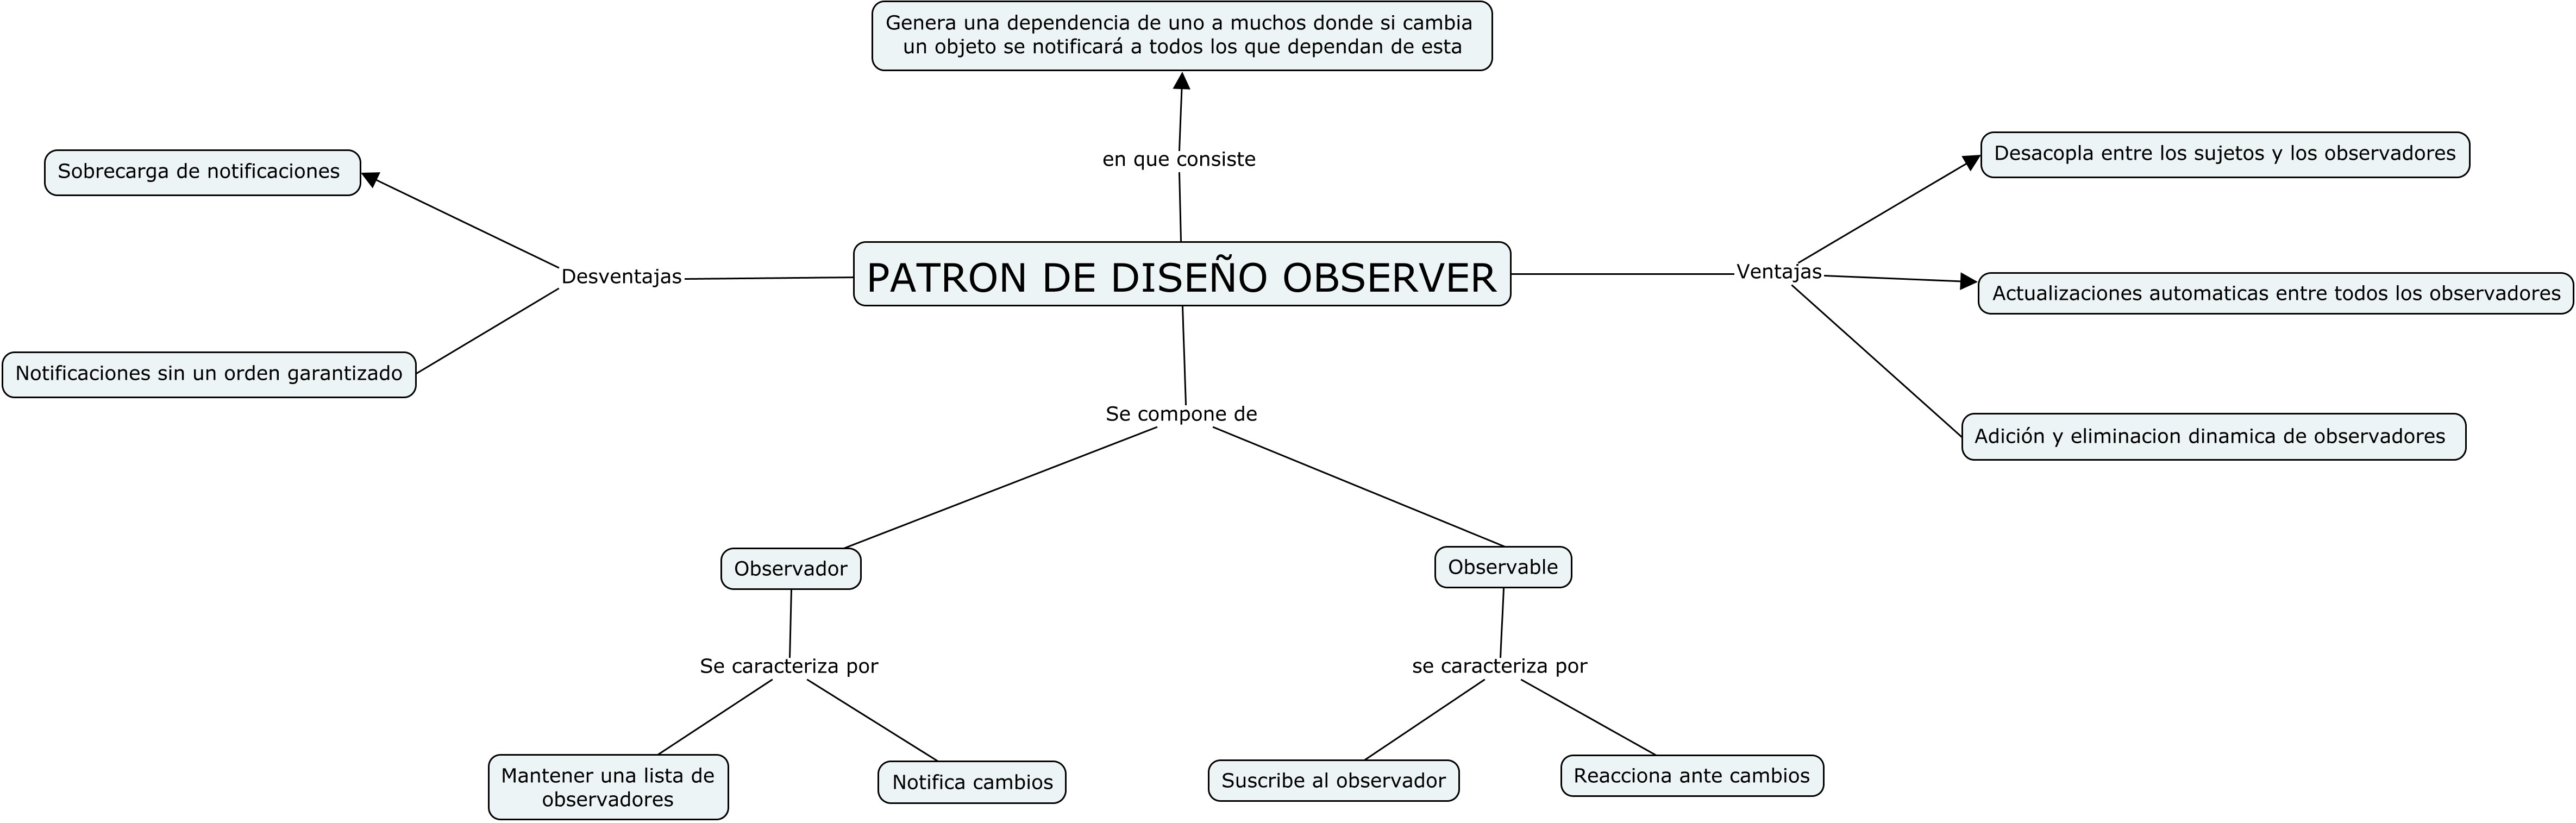 Genera una dependencia de uno a muchos donde si cambia
un objeto se notificará a todos los que dependan de esta
en que consiste
Sobrecarga de notificaciones
Desacopla entre los sujetos y los observadores
Desventajas
PATRON DE DISEÑO OBSERVER
Ventajas
Actualizaciones automaticas entre todos los observadores
Notificaciones sin un orden garantizado
Se compone de
Adición y eliminacion dinamica de observadores
Observador
Observable
Se caracteriza por
se caracteriza por
Mantener una lista de
observadores
Notifica cambios
Suscribe al observador
Reacciona ante cambios